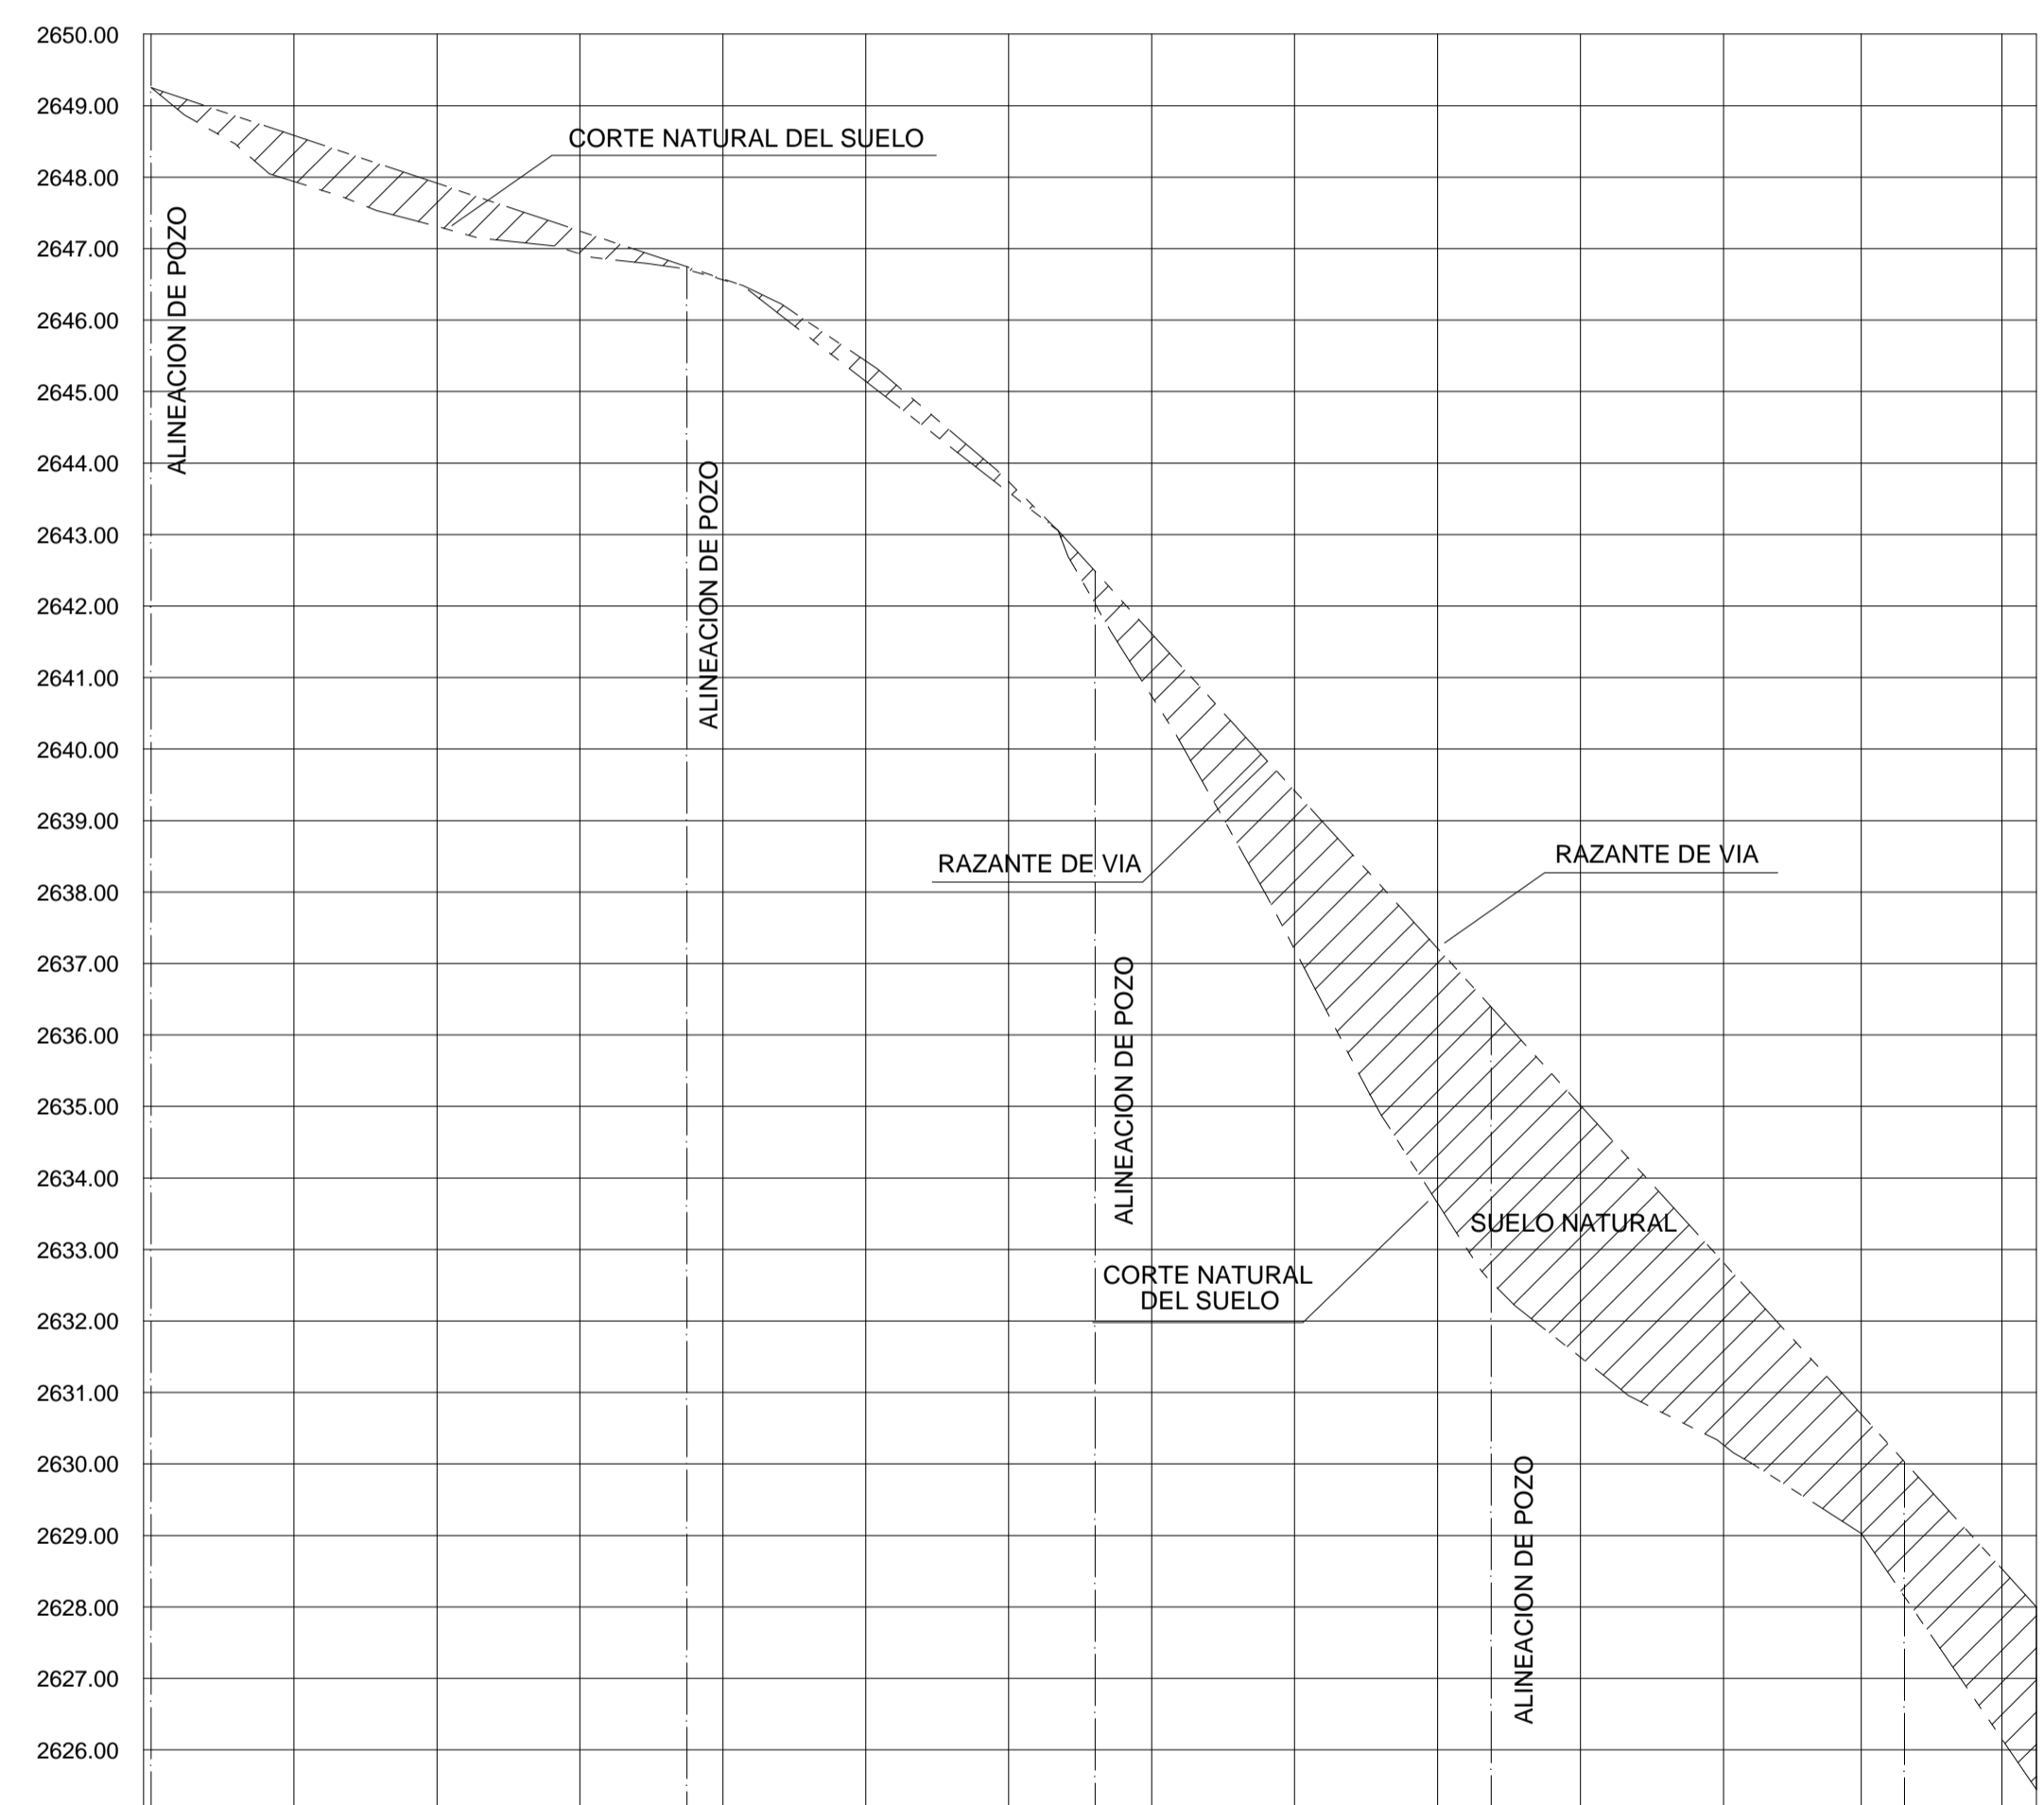 2650.00
2649.00
CORTE NATURAL DEL SUELO
2648.00
2647.00
ALINEACION DE POZO
2646.00
2645.00
2644.00
2643.00
ALINEACION DE POZO
2642.00
2641.00
2640.00
2639.00
RAZANTE DE VIA
RAZANTE DE VIA
2638.00
2637.00
2636.00
ALINEACION DE POZO
2635.00
2634.00
SUELO NATURAL
2633.00
CORTE NATURAL
DEL SUELO
2632.00
2631.00
2630.00
2629.00
ALINEACION DE POZO
2628.00
2627.00
2626.00